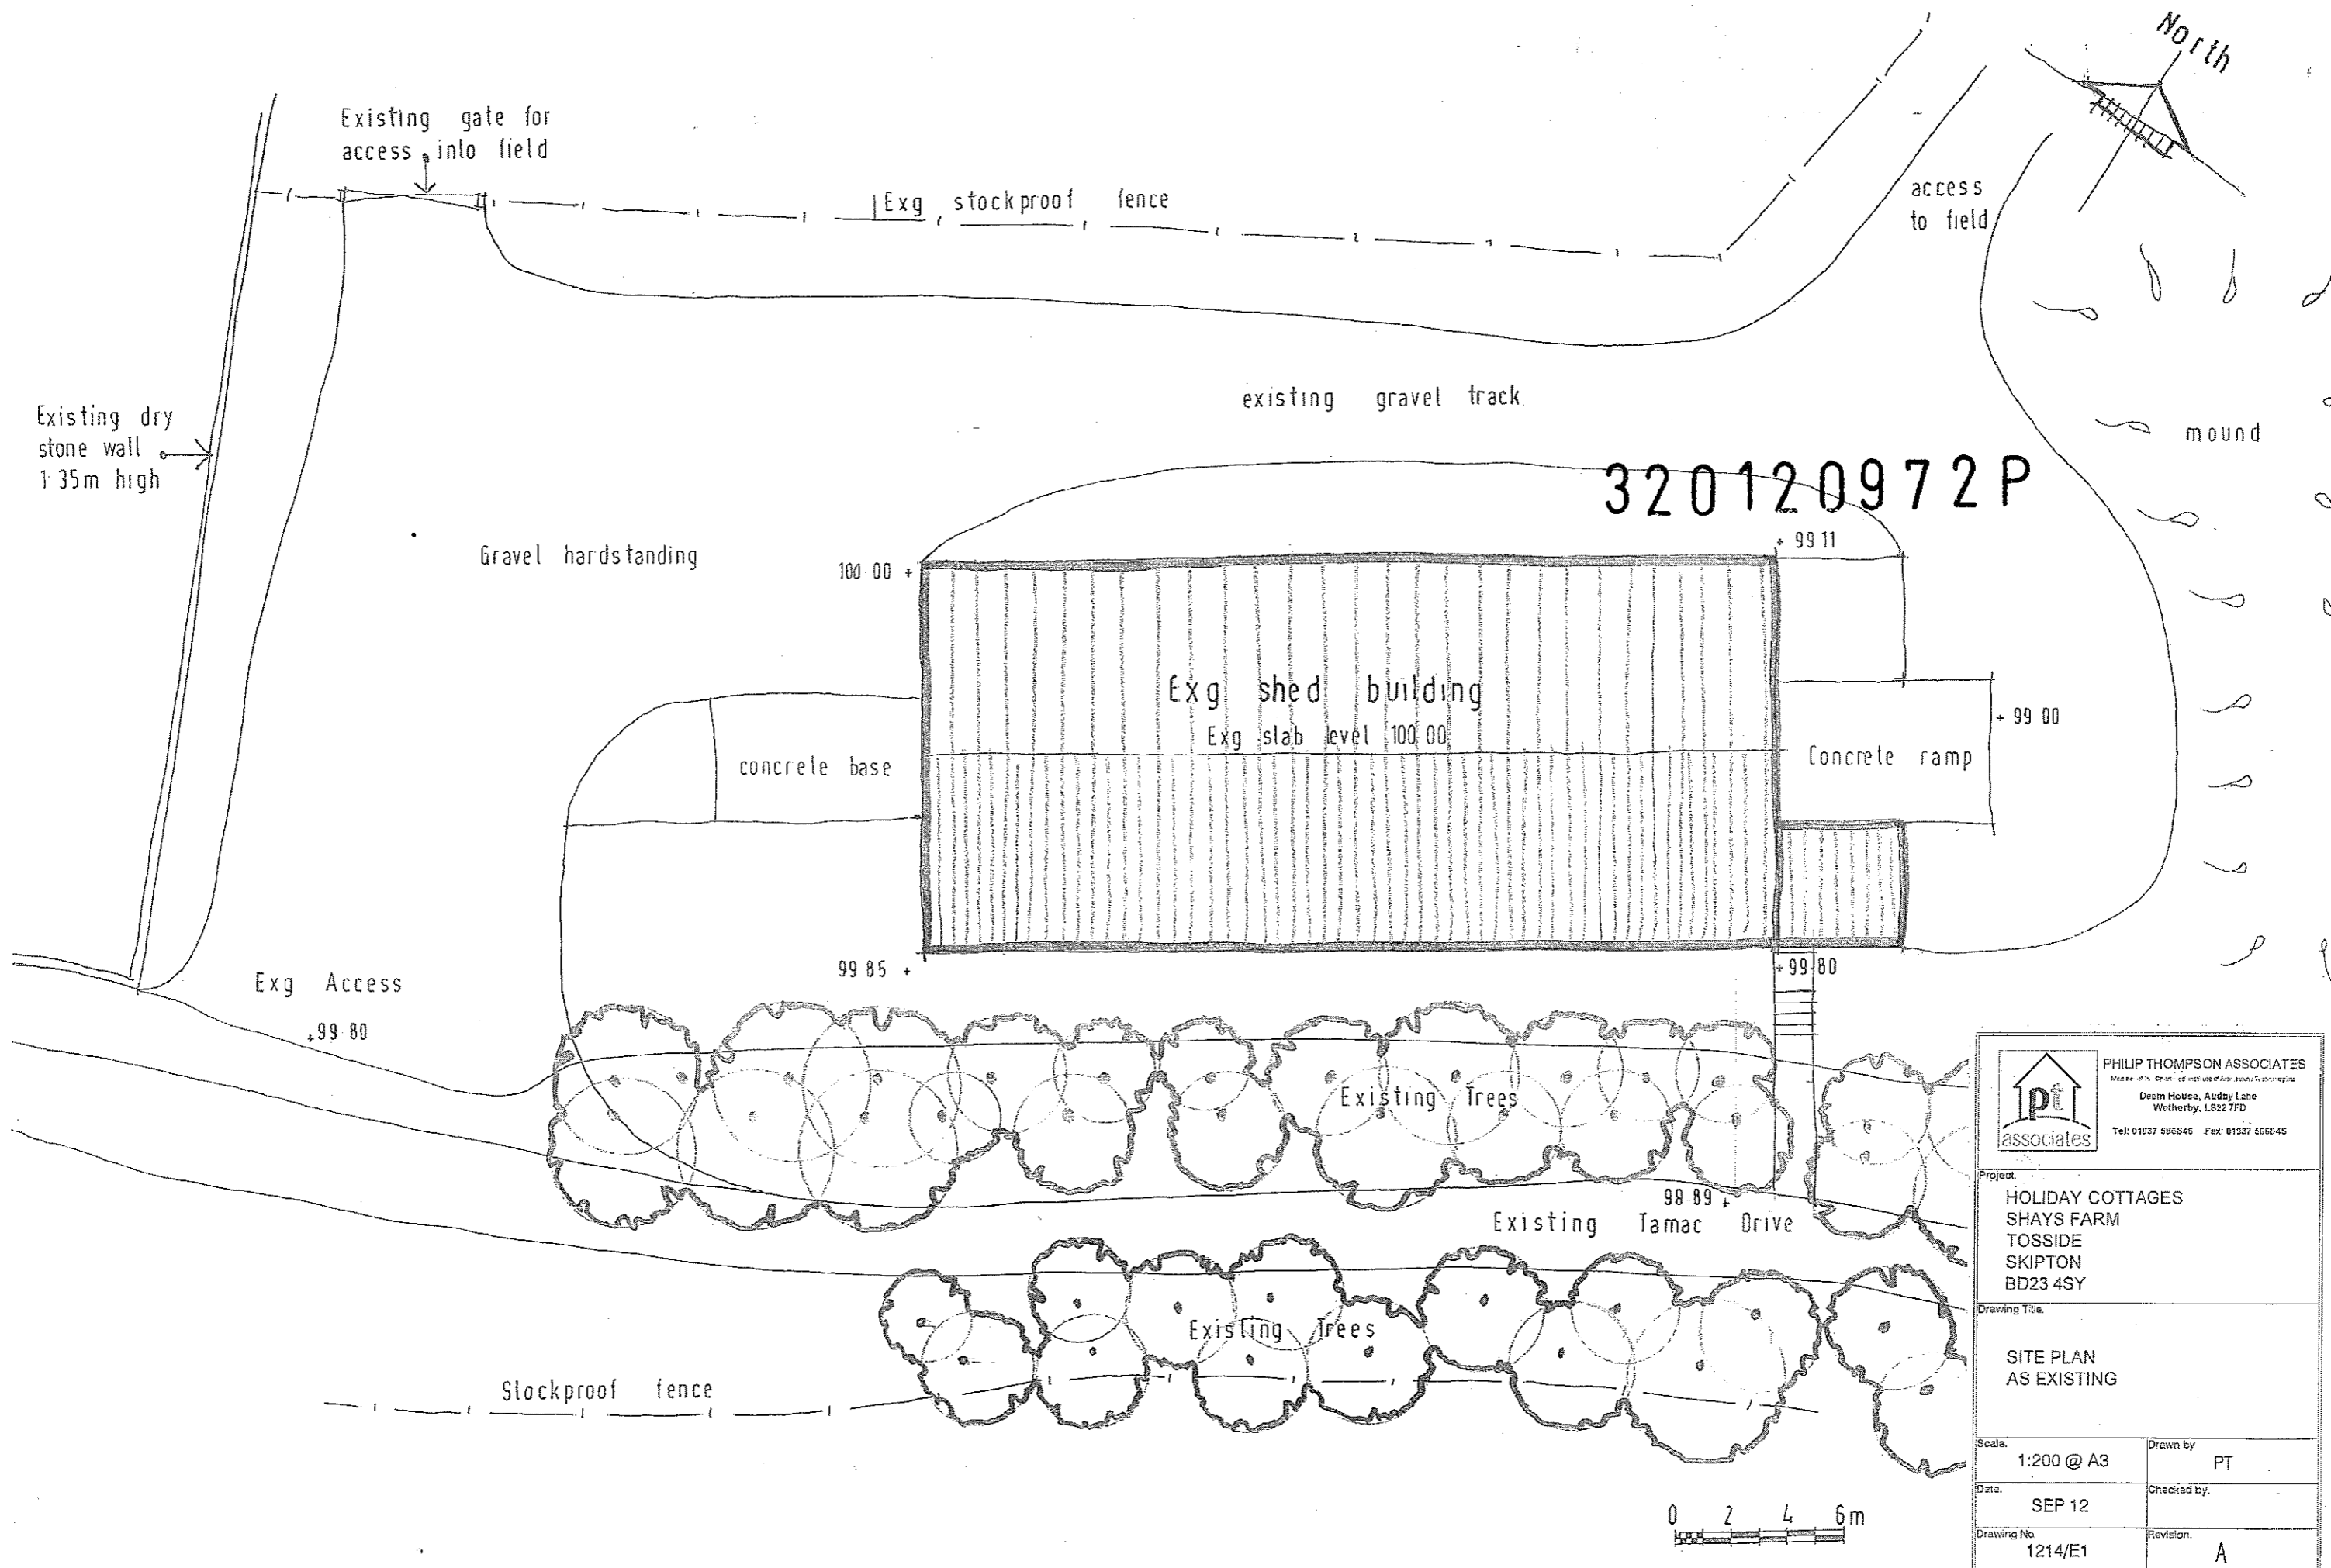 North
Existing gate for
access into field
Exg stockproof fence
access
to field
existing gravel track
Existing dry
stone wall
1·35m high
mound
320120972P
+ 99 11
Gravel hardstanding
100·00 +
Exg shed building
Exg slab level 100 00
+ 99 00
concrete base
Concrete ramp
99 85 +
+ 99 80
Exg Access
+99·80
Existing Trees
98·89 +
Existing Tamac Drive
Existing Trees
Stockproof fence
0 2 4 6m
pt
associates
PHILIP THOMPSON ASSOCIATES
Deem House, Audby Lane
Wetherby, LS22 7FD
Project.
HOLIDAY COTTAGES
SHAYS FARM
TOSSIDE
SKIPTON
BD23 4SY
Drawing Title.
SITE PLAN
AS EXISTING
Scale. Drawn by
1:200 @ A3 PT
Date. Checked by.
SEP 12
Drawing No. Revision.
1214/E1 A